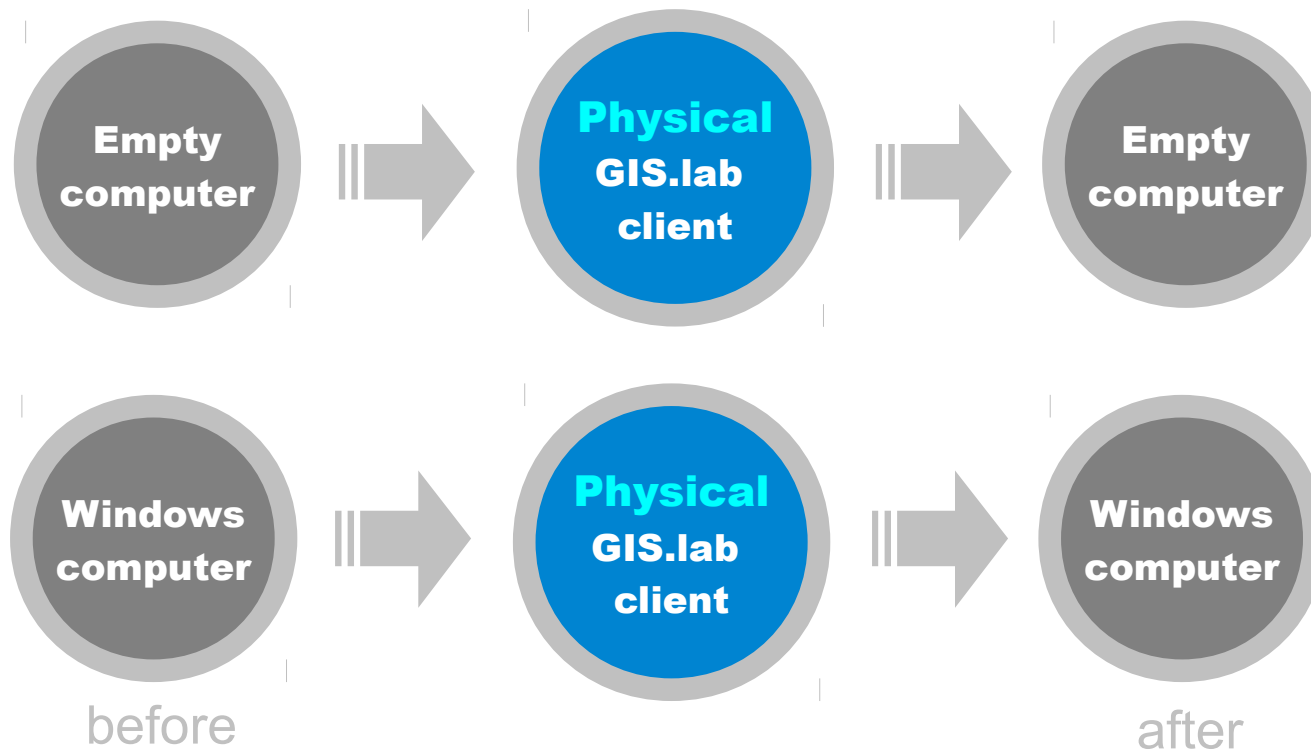 Empty
computer
Physical
GIS.lab
client
Empty
computer
Windows
computer
Physical
GIS.lab
client
Windows
computer
before
after